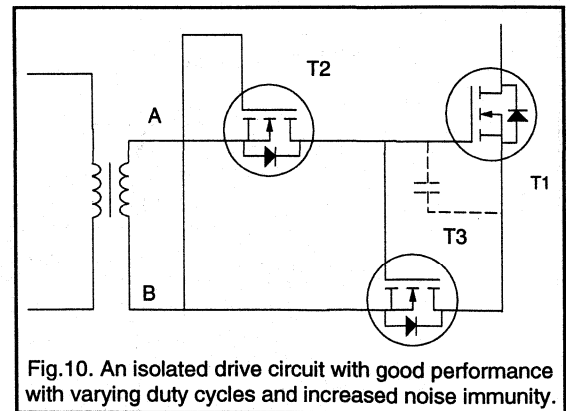 T2
A
T1
T3
B
Fig.10. An isolated drive circuit with good performance
with varying duty cycles and increased noise immunity.